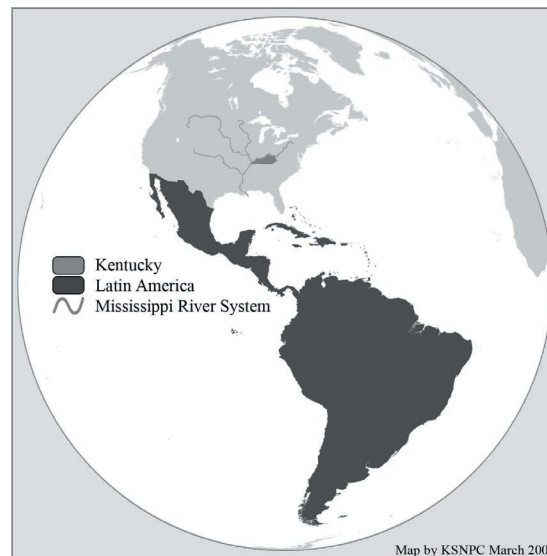 Kentucky
Latin America
Mississippi River System
Map by KSNPC March 200